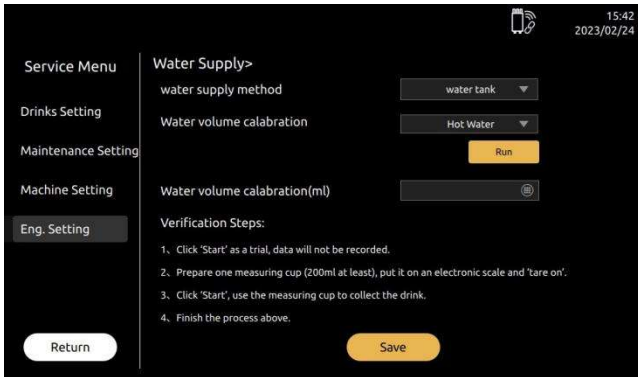 15:42
2023/02/24
Service Menu
Drinks Setting
Maintenance Setting
Machine Setting
Eng. Setting
Return
Water Supply>
water supply method
water tank
Water volume calabration
Hot Water
Run
Water volume calabration(ml)
Verification Steps:
1、Click ‘Start’ as a trial, data will not be recorded.
2、Prepare one measuring cup (200ml at least), put it on an electronic scale and ‘tare on’.
3、Click ‘Start’, use the measuring cup to collect the drink.
4、Finish the process above.
Save